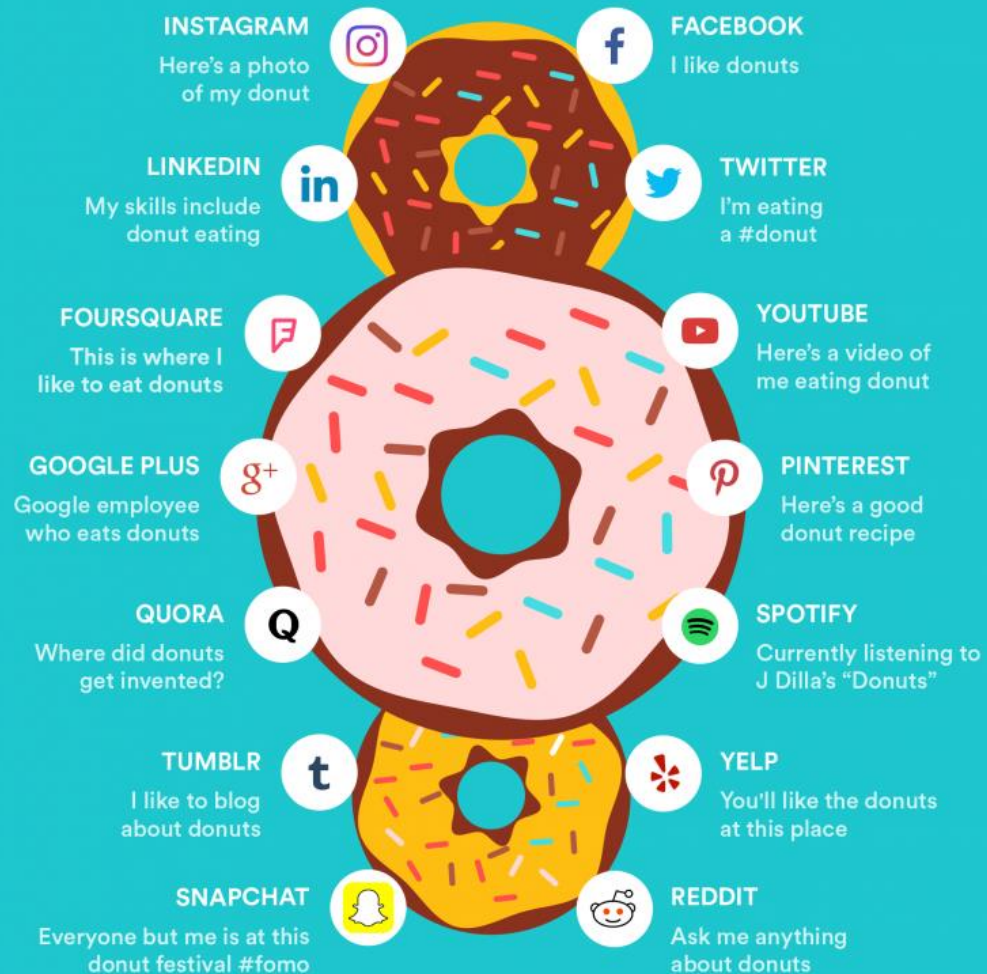 INSTAGRAM
Here's a photo
of my donut
FACEBOOK
I like donuts
LINKEDIN
in
My skills include
donut eating
TWITTER
I'm eating
a #donut
FOURSQUARE
This is where I
like to eat donuts
YOUTUBE
Here's a video of
me eating donut
GOOGLE PLUS
g+
Google employee
who eats donuts
PINTEREST
Here's a good
donut recipe
QUORA
Q
Where did donuts
get invented?
SPOTIFY
Currently listening to
J Dilla's “Donuts”
TUMBLR
t
I like to blog
about donuts
YELP
You'll like the donuts
at this place
SNAPCHAT
Everyone but me is at this
donut festival #fomo
REDDIT
Ask me anything
about donuts